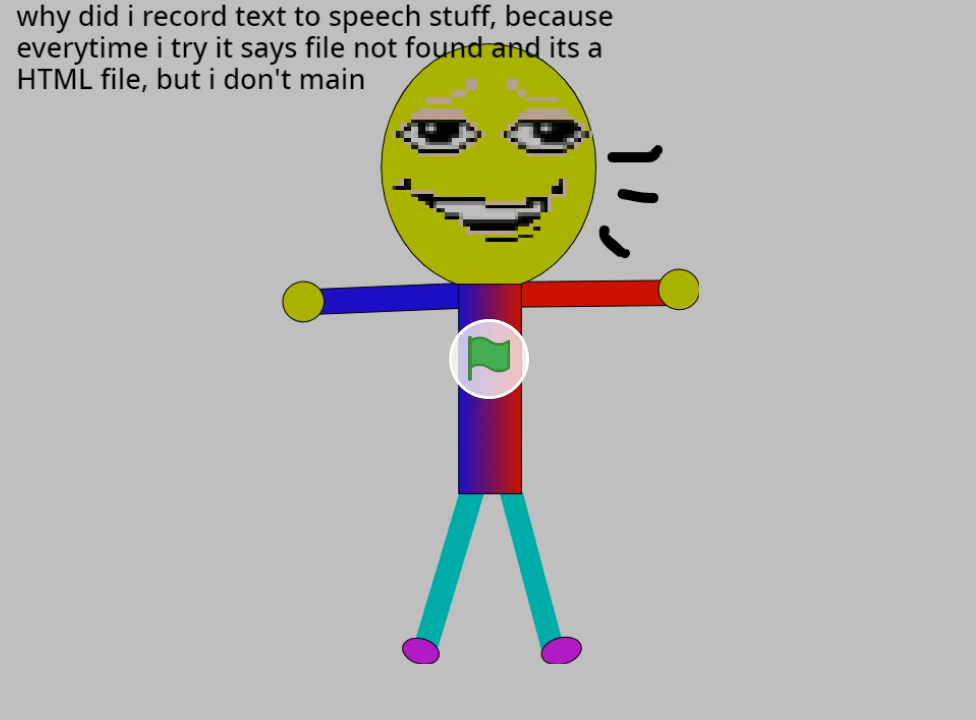 why did i record text to speech stuff, because
everytime i try it says file not found and its a
HTML file, but i don't main